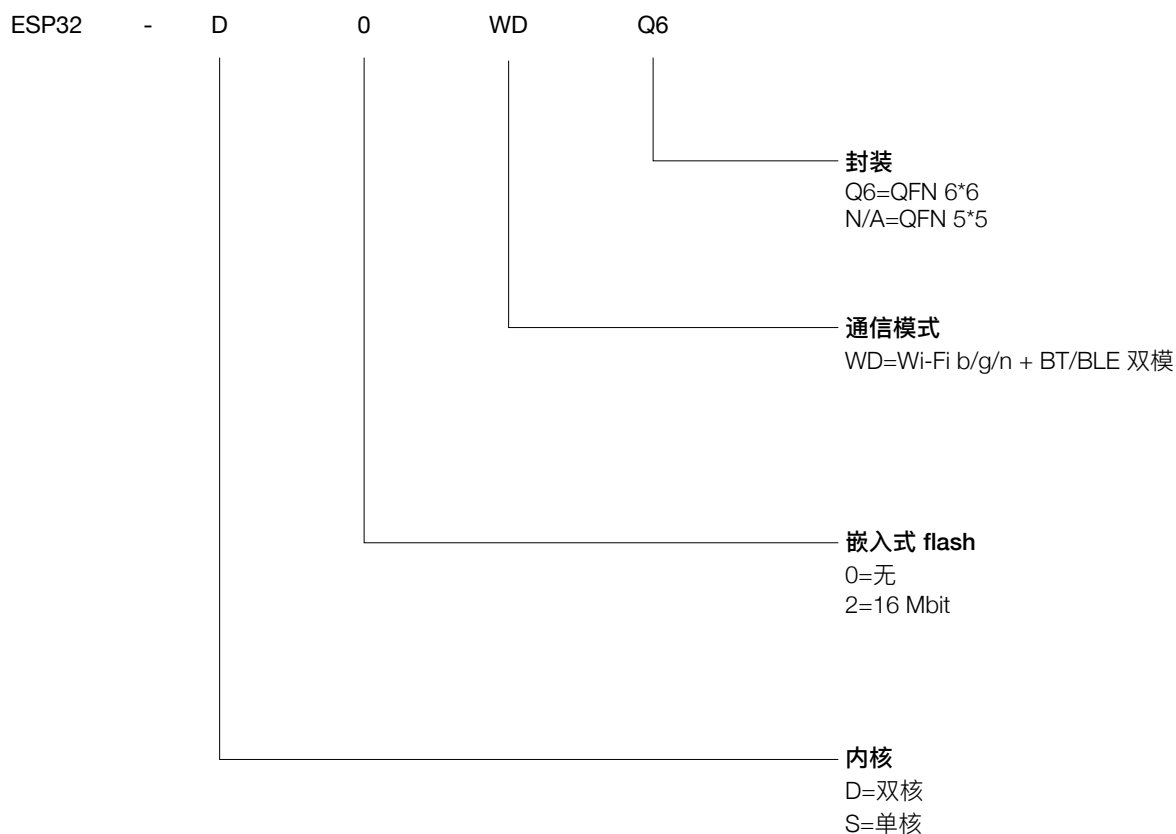 ESP32 - D 0 WD Q6
封装
Q6=QFN 6*6
N/A=QFN 5*5
通信模式
WD=Wi-Fi b/g/n + BT/BLE 双模
嵌入式 flash
0=无
2=16 Mbit
内核
D=双核
S=单核